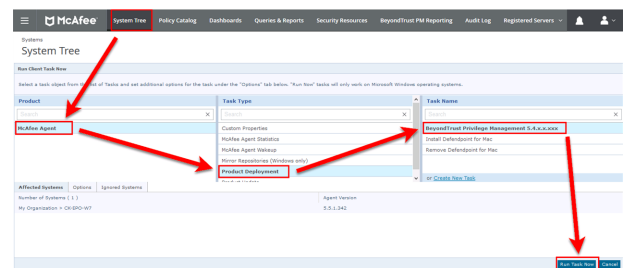 McAfee System Tree Policy Catalog Dashboards Queries & Reports Security Resources BeyondTrust PM Reporting Audit Log Registered Servers
Systems
System Tree
Run Client Task Now
Select a task object from the list of Tasks and set additional options for the task under the "Options" tab below. "Run Now" tasks will only work on Microsoft Windows operating systems.
Product Task Type Task Name
Search X Search X Search X
McAfee Agent Custom Properties BeyondTrust Privilege Management 5.4.x.x.xxx
McAfee Agent Statistics Install Defendpoint for Mac
McAfee Agent Wakeup Remove Defendpoint for Mac
Mirror Repositories (Windows only)
Product Deployment
Product Update or Create New Task
Affected Systems Options Ignored Systems
Number of Systems [ 1 ] Agent Version
My Organization > CK-EPO-W7 5.5.1.342
Run Task Now Cancel